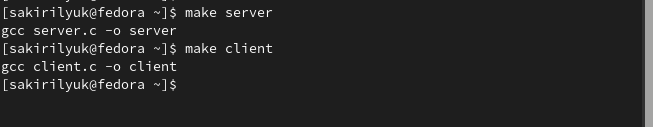 [sakirilyuk@fedora ~]$ make server
gcc server.c -o server
[sakirilyuk@fedora ~]$ make client
gcc client.c -o client
[sakirilyuk@fedora ~]$